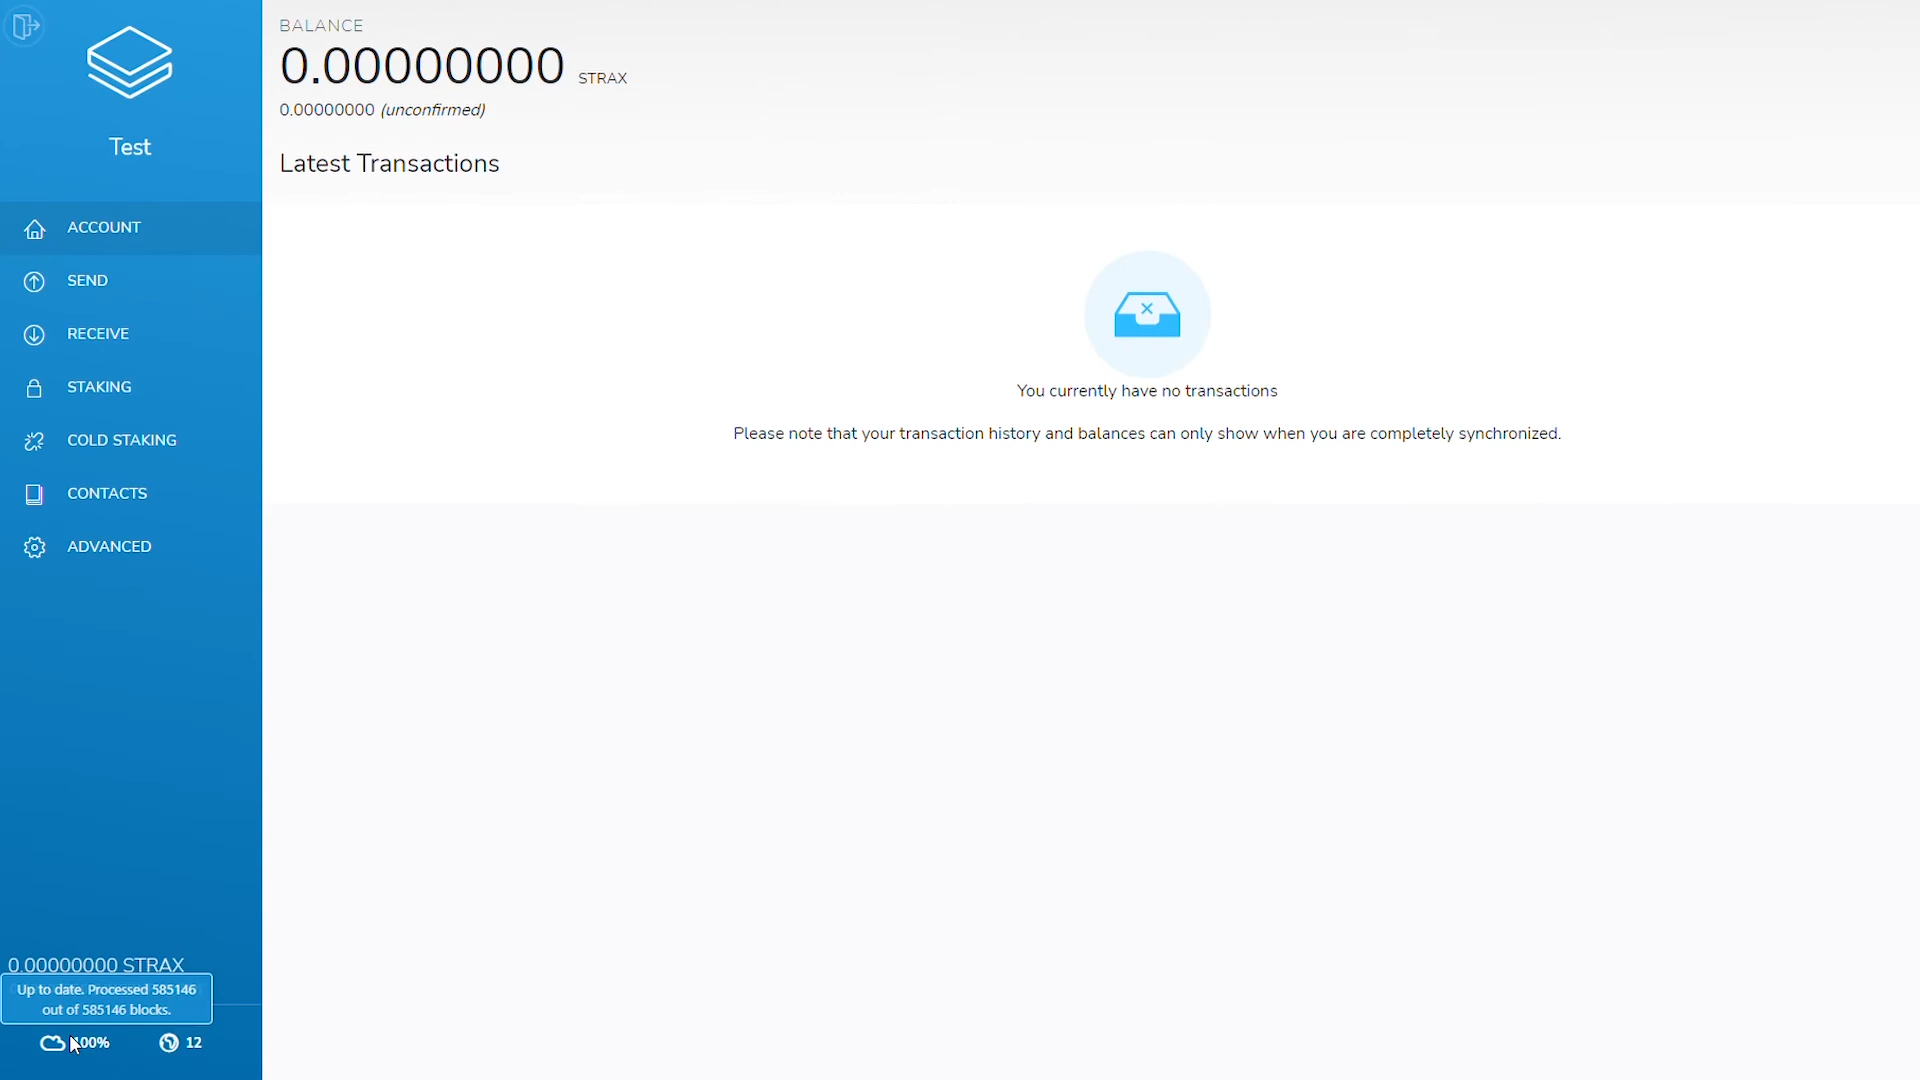 BALANCE
0.00000000 STRAX
0.00000000 (unconfirmed)
Test
Latest Transactions
ACCOUNT
SEND
RECEIVE
STAKING
COLD STAKING
CONTACTS
ADVANCED
You currently have no transactions
Please note that your transaction history and balances can only show when you are completely synchronized.
0.00000000 STRAX
Up to date. Processed 585146
out of 585146 blocks.
100% 12